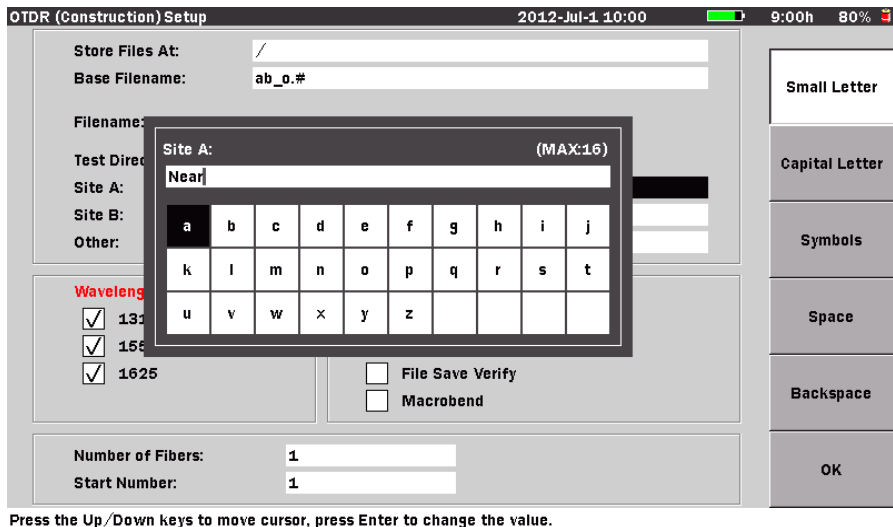 OTDR (Construction) Setup 2012-Jul-1 10:00 9:00h 80%
Store Files At: /
Base Filename: ab_o.#
Filename:
Test Direc
Site A:
Site B:
Other:
Site A: (MAX:16)
Near
a b c d e f g h i j
k l m n o p q r s t
u v w x y z
Waveleng
131
155
1625
File Save Verify
Macrobend
Number of Fibers: 1
Start Number: 1
Small Letter
Capital Letter
Symbols
Space
Backspace
OK
Press the Up/Down keys to move cursor, press Enter to change the value.